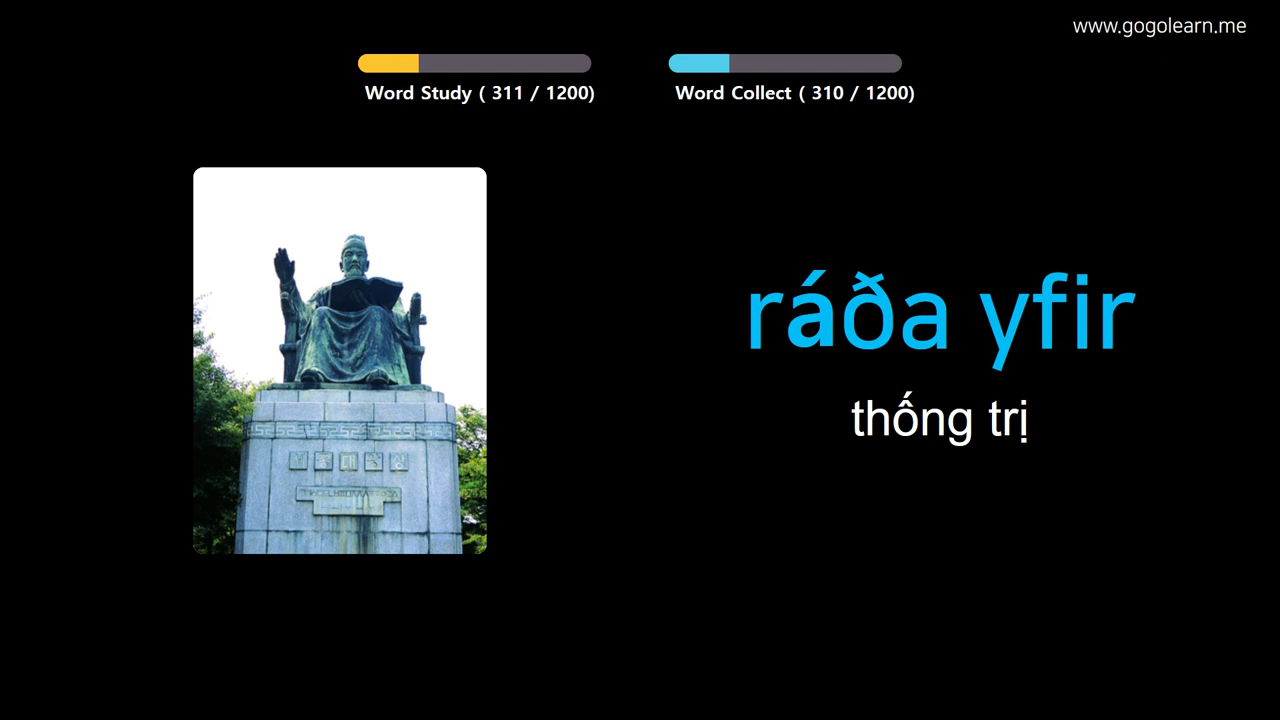 www.gogolearn.me
Word Study ( 311 / 1200)
Word Collect ( 310 / 1200)
ráða yfir
thống trị